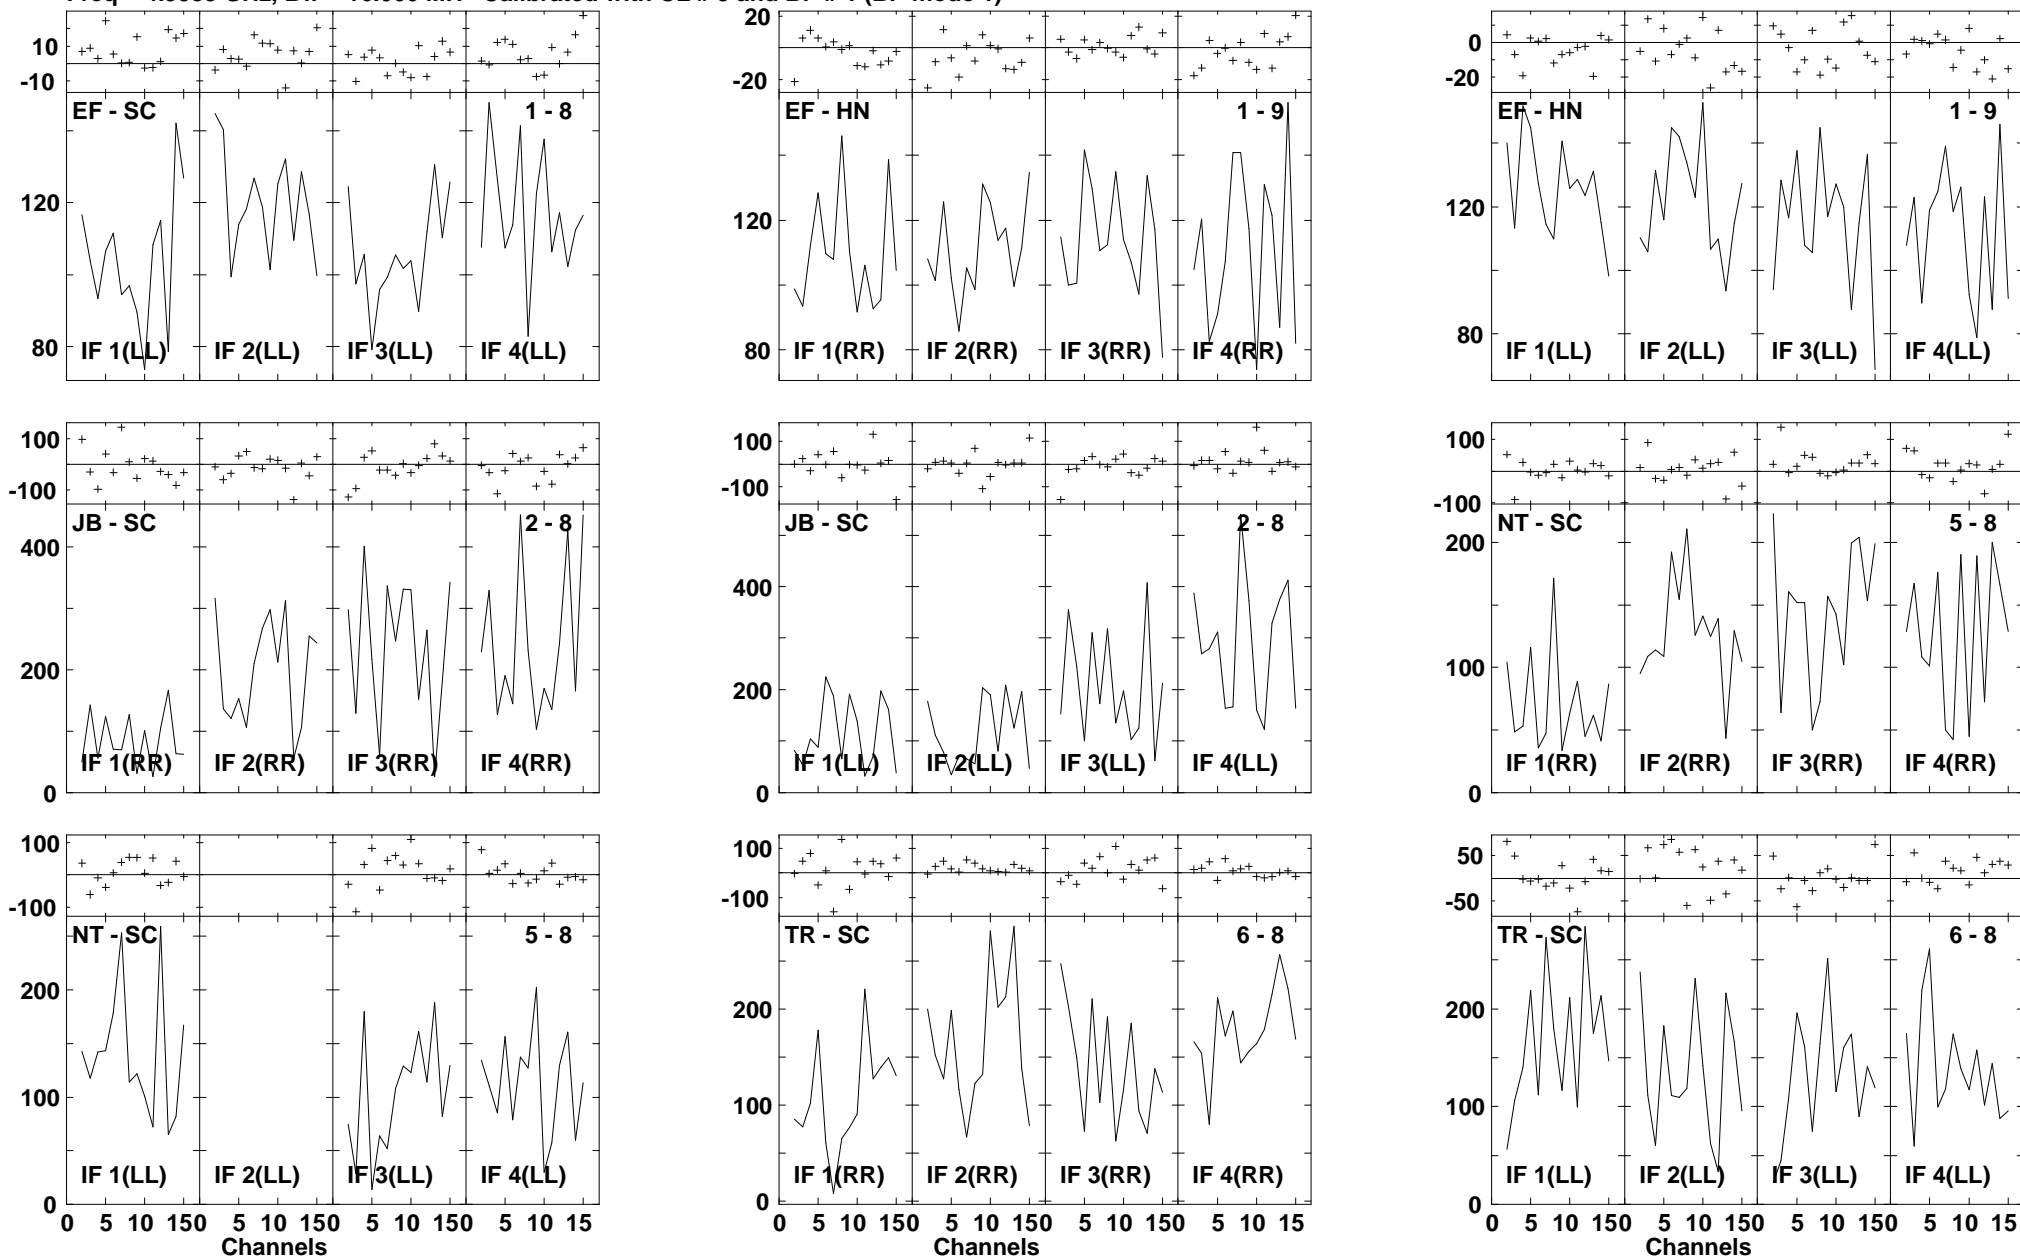 10
-10
EF - SC
1 - 8
120
80
IF 1(LL)
IF 2(LL)
IF 3(LL)
IF 4(LL)
20
-20
EF - HN
1 - 9
120
80
IF 1(RR)
IF 2(RR)
IF 3(RR)
IF 4(RR)
0
-20
EF - HN
1 - 9
120
80
IF 1(LL)
IF 2(LL)
IF 3(LL)
IF 4(LL)
100
-100
JB - SC
2 - 8
400
200
0
IF 1(RR)
IF 2(RR)
IF 3(RR)
IF 4(RR)
100
-100
JB - SC
2 - 8
400
200
0
IF 1(LL)
IF 2(LL)
IF 3(LL)
IF 4(LL)
100
-100
NT - SC
5 - 8
200
100
0
IF 1(RR)
IF 2(RR)
IF 3(RR)
IF 4(RR)
100
-100
NT - SC
5 - 8
200
100
0
IF 1(LL)
IF 2(LL)
IF 3(LL)
IF 4(LL)
0 5 10 150 5 10 150 5 10 150 5 10 15
Channels
100
-100
TR - SC
6 - 8
200
100
0
IF 1(RR)
IF 2(RR)
IF 3(RR)
IF 4(RR)
0 5 10 150 5 10 150 5 10 150 5 10 15
Channels
50
-50
TR - SC
6 - 8
200
100
0
IF 1(LL)
IF 2(LL)
IF 3(LL)
IF 4(LL)
0 5 10 150 5 10 150 5 10 150 5 10 15
Channels